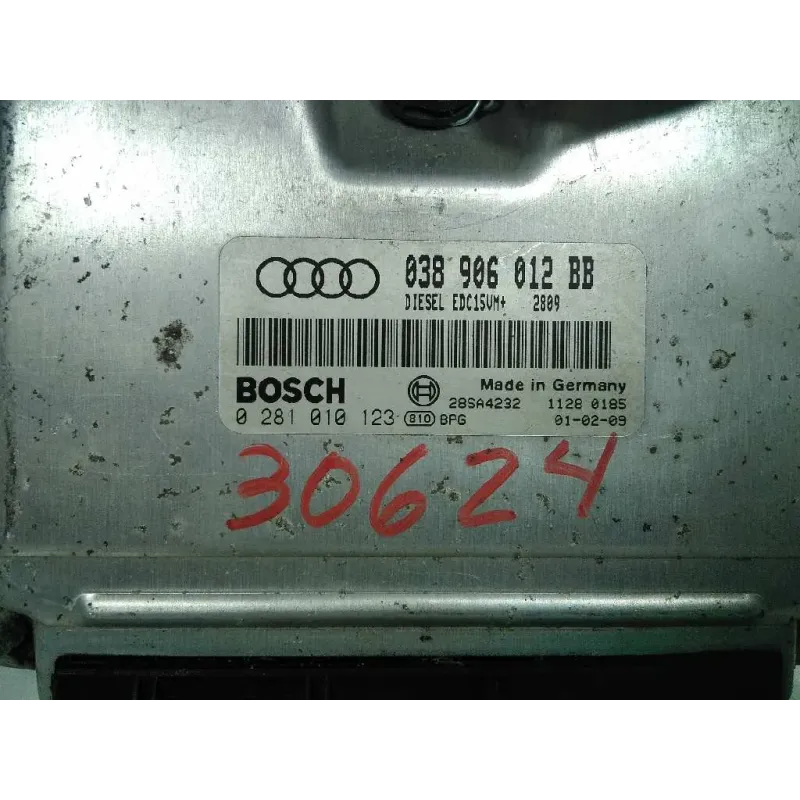 038 906 012 BB
DIESEL EDC15VM+ 2809
BOSCH
Made in Germany
28SA4232 1128 0185
0 281 010 123 810 BPG 01-02-09
30624